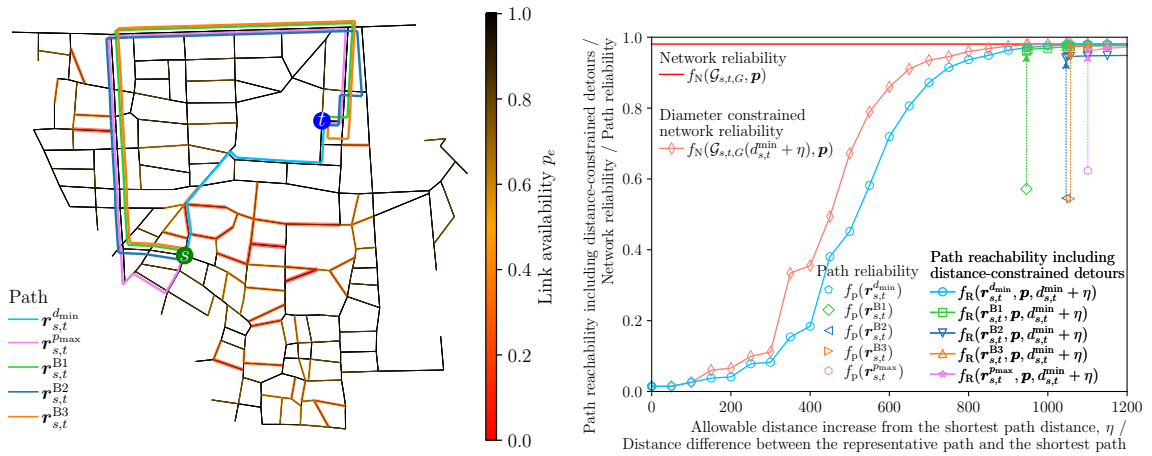 t
s
Path
r_{s,t}^{d_min}
r_{s,t}^{p_max}
r_{s,t}^{B1}
r_{s,t}^{B2}
r_{s,t}^{B3}
1.0
0.8
0.6
0.4
0.2
0.0
Link availability p_e
Path reachability including distance-constrained detours /
Network reliability / Path reliability
1.0
0.8
0.6
0.4
0.2
0.0
Network reliability
f_N(𝒢_{s,t,G}, p)
Diameter constrained
network reliability
f_N(𝒢_{s,t,G}(d_{s,t}^{min} + η), p)
Path reliability
f_p(r_{s,t}^{d_min})
f_p(r_{s,t}^{B1})
f_p(r_{s,t}^{B2})
f_p(r_{s,t}^{B3})
f_p(r_{s,t}^{p_max})
Path reachability including
distance-constrained detours
f_R(r_{s,t}^{d_min}, p, d_{s,t}^{min} + η)
f_R(r_{s,t}^{B1}, p, d_{s,t}^{min} + η)
f_R(r_{s,t}^{B2}, p, d_{s,t}^{min} + η)
f_R(r_{s,t}^{B3}, p, d_{s,t}^{min} + η)
f_R(r_{s,t}^{p_max}, p, d_{s,t}^{min} + η)
0 200 400 600 800 1000 1200
Allowable distance increase from the shortest path distance, η /
Distance difference between the representative path and the shortest path